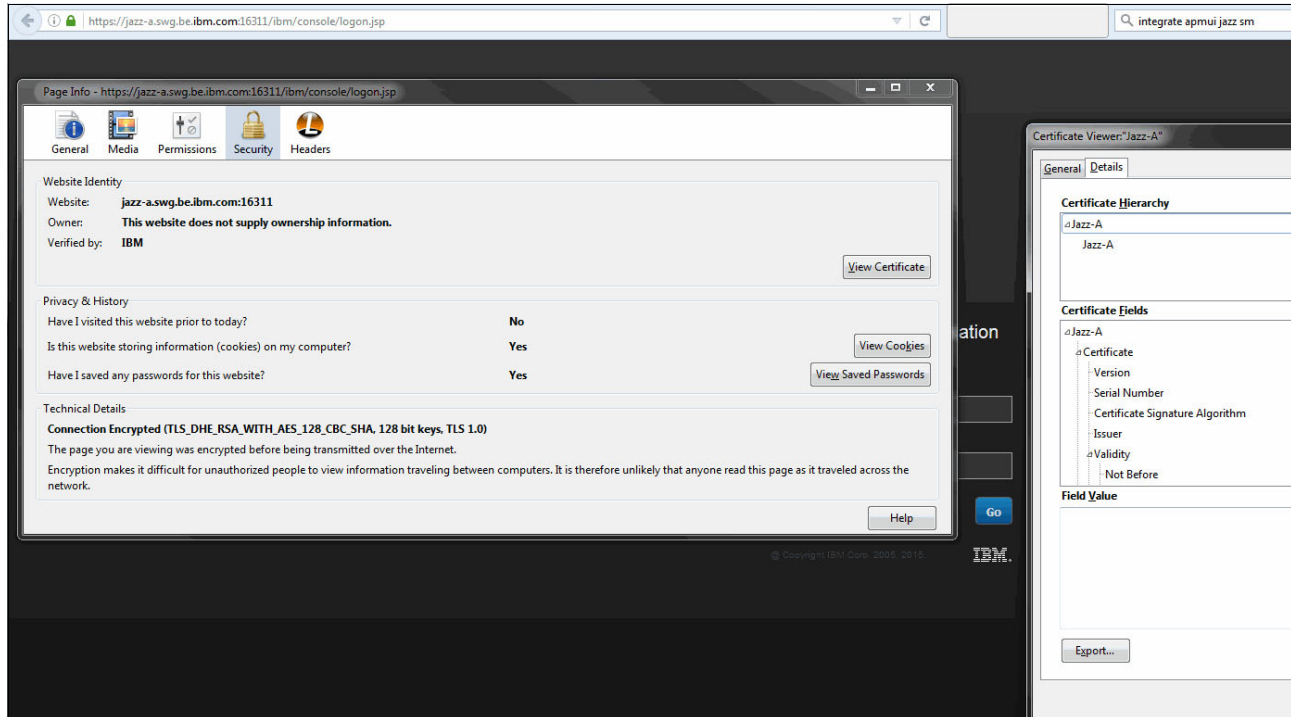 https://jazz-a.swg.be.ibm.com:16311/ibm/console/logon.jsp
integrate apmui jazz sm
Page Info - https://jazz-a.swg.be.ibm.com:16311/ibm/console/logon.jsp
General Media Permissions Security Headers
Website Identity
Website: jazz-a.swg.be.ibm.com:16311
Owner: This website does not supply ownership information.
Verified by: IBM
View Certificate
Privacy & History
Have I visited this website prior to today? No
Is this website storing information (cookies) on my computer? Yes
View Cookies
Have I saved any passwords for this website? Yes
View Saved Passwords
Technical Details
Connection Encrypted (TLS_DHE_RSA_WITH_AES_128_CBC_SHA, 128 bit keys, TLS 1.0)
The page you are viewing was encrypted before being transmitted over the Internet.
Encryption makes it difficult for unauthorized people to view information traveling between computers. It is therefore unlikely that anyone read this page as it traveled across the
network.
Help
ation
Go
@ Copyright IBM Corp. 2005, 2016
IBM.
Certificate Viewer:"Jazz-A"
General Details
Certificate Hierarchy
Jazz-A
Jazz-A
Certificate Fields
Jazz-A
Certificate
Version
Serial Number
Certificate Signature Algorithm
Issuer
Validity
Not Before
Field Value
Export...